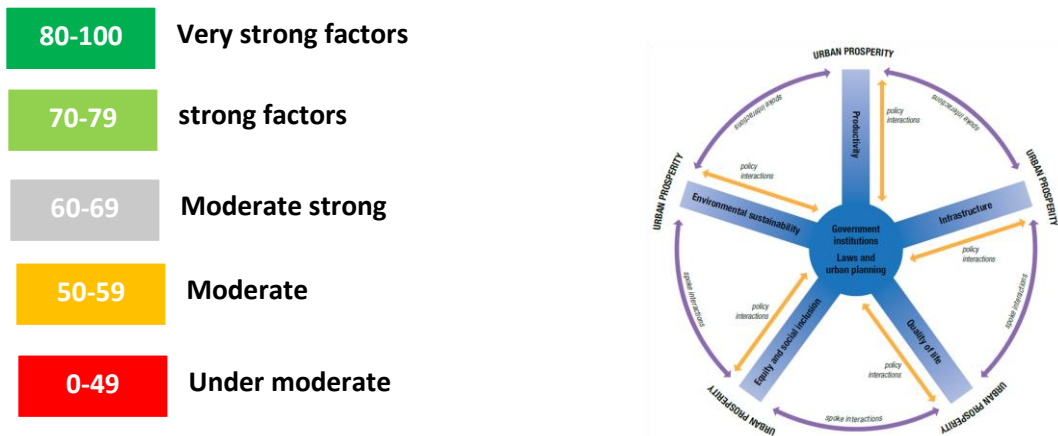 80-100 Very strong factors
70-79 strong factors
60-69 Moderate strong
50-59 Moderate
0-49 Under moderate
URBAN PROSPERITY
spoke interactions
spoke interactions
Productivity
policy
interactions
policy
interactions
URBAN PROSPERITY
URBAN PROSPERITY
Environmental sustainability
Infrastructure
Government
institutions
Laws and
urban planning
policy
interactions
spoke interactions
spoke interactions
policy
interactions
Equity and social inclusion
Quality of life
policy
interactions
URBAN PROSPERITY
URBAN PROSPERITY
spoke interactions